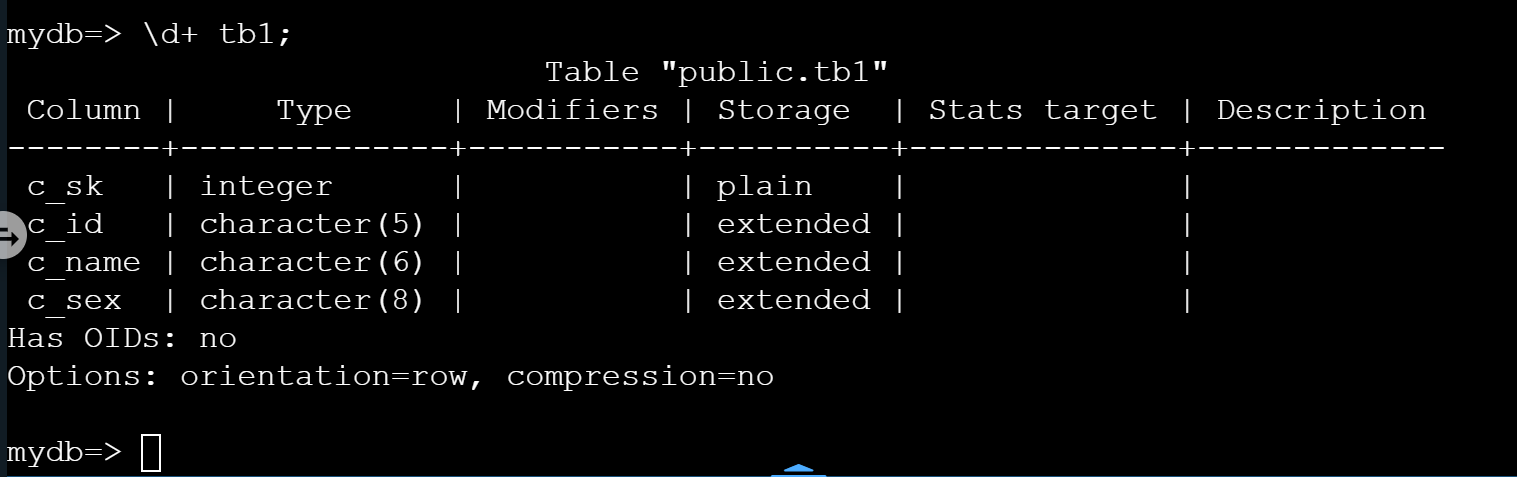 mydb=> \d+ tb1;
                            Table "public.tb1"
 Column |     Type     | Modifiers | Storage  | Stats target | Description
--------+--------------+-----------+----------+--------------+-------------
 c_sk   | integer      |           | plain    |              |
 c_id   | character(5) |           | extended |              |
 c_name | character(6) |           | extended |              |
 c_sex  | character(8) |           | extended |              |
Has OIDs: no
Options: orientation=row, compression=no
mydb=>